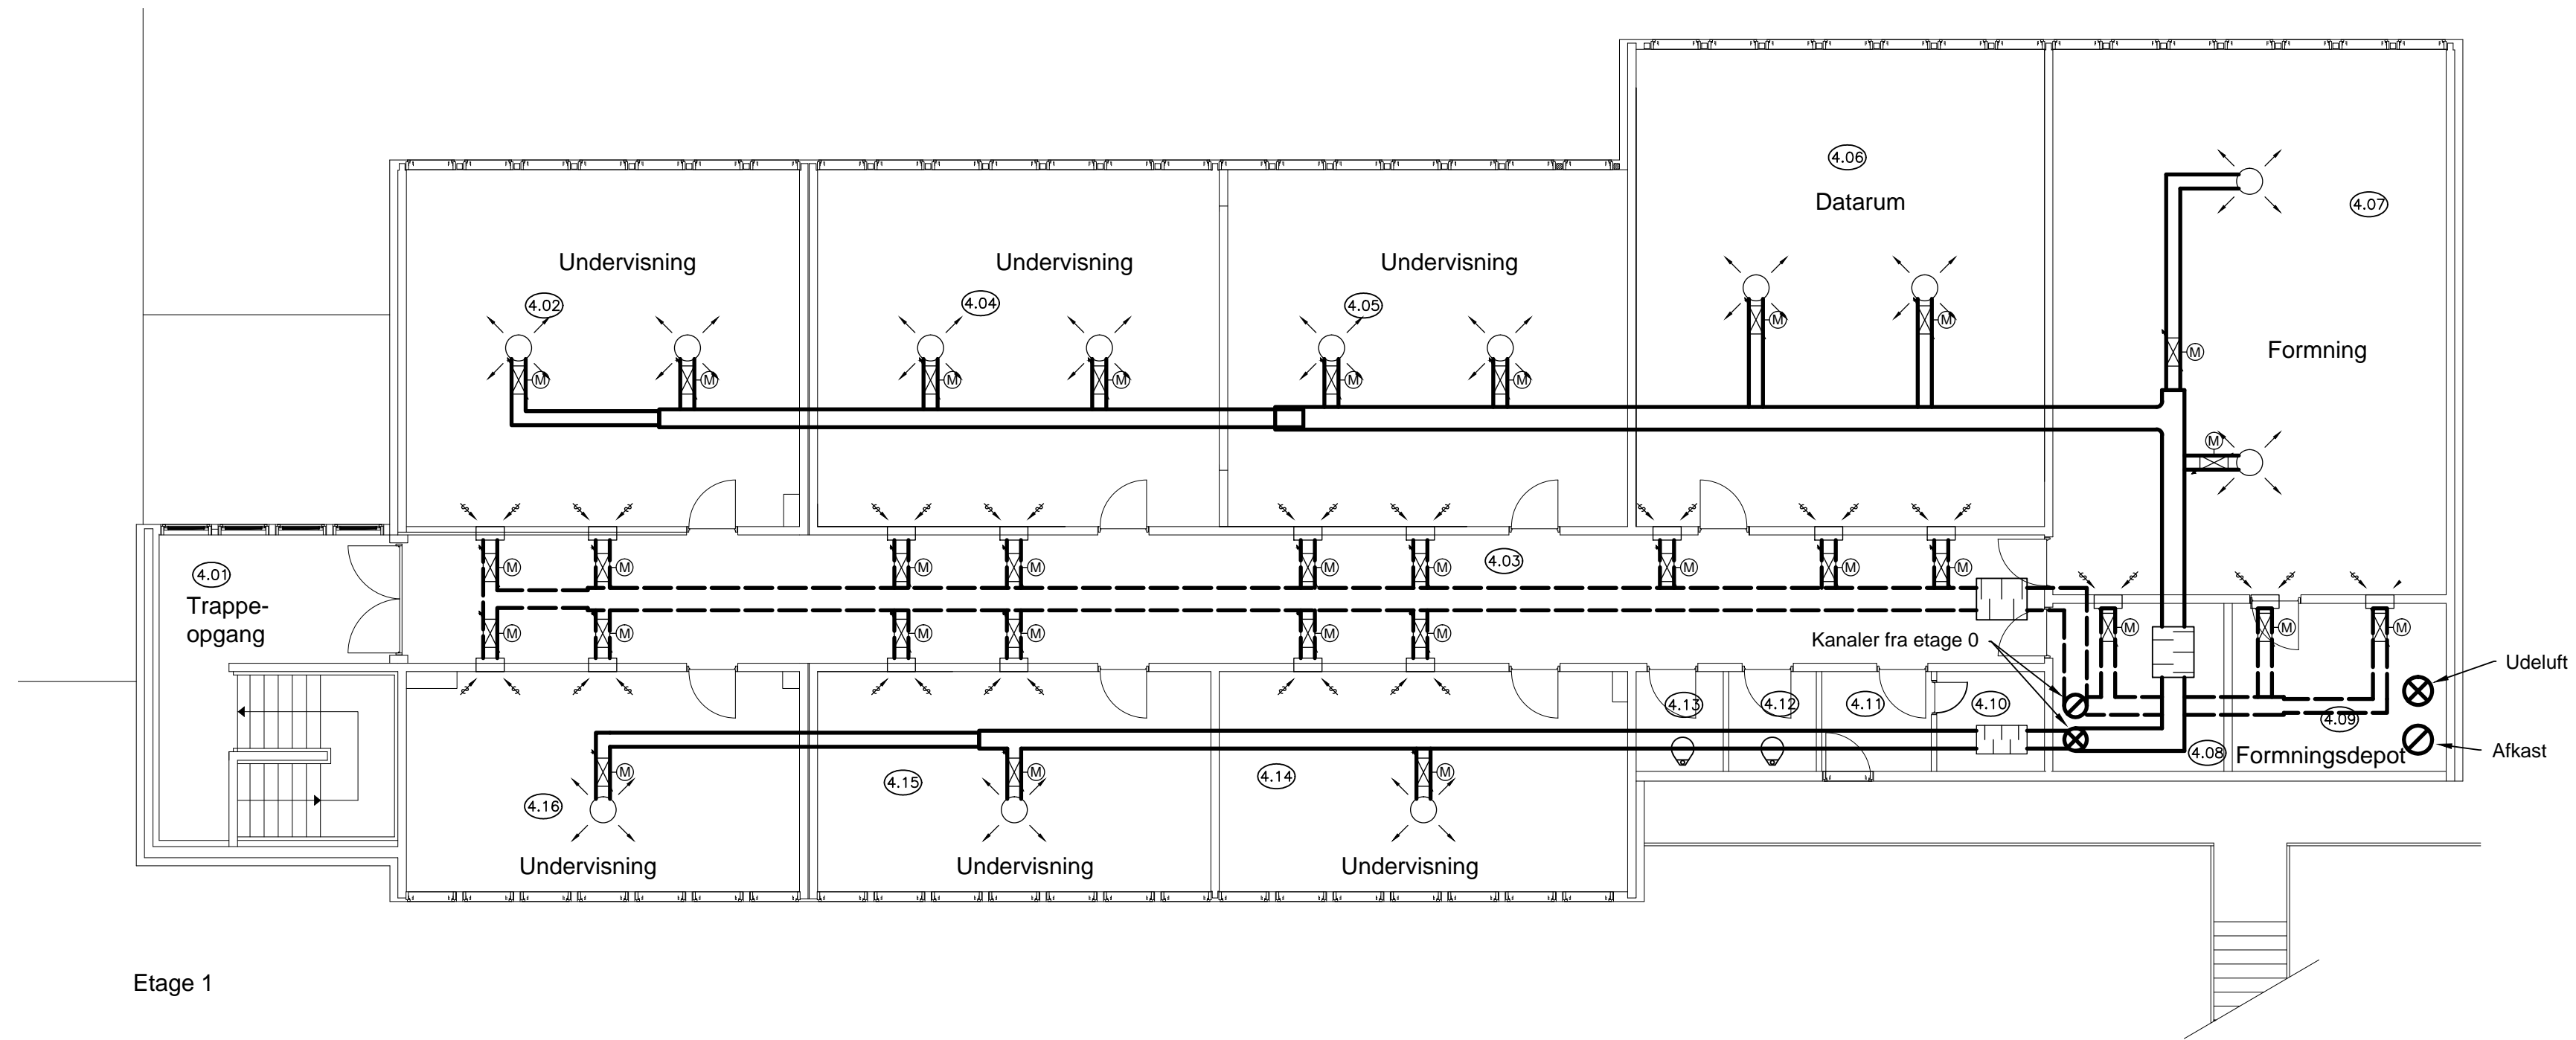 4.06
Datarum
4.07
Undervisning
Undervisning
Undervisning
4.02
4.04
4.05
M
M
Formning
M
M
M
M
M
M
M
M
M
4.03
M
M
M
M
M
M
M
M
M
4.01
Trappe-
opgang
M
M
M
M
M
M
M
M
M
Kanaler fra etage 0
Udeluft
4.13
4.12
4.11
4.10
4.09
Afkast
4.08
Formningsdepot
M
M
M
4.16
4.15
4.14
Undervisning
Undervisning
Undervisning
Etage 1